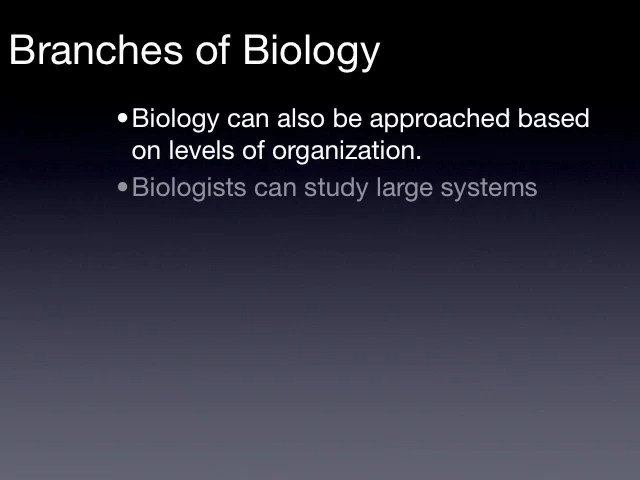 Branches of Biology
•Biology can also be approached based
on levels of organization.
•Biologists can study large systems